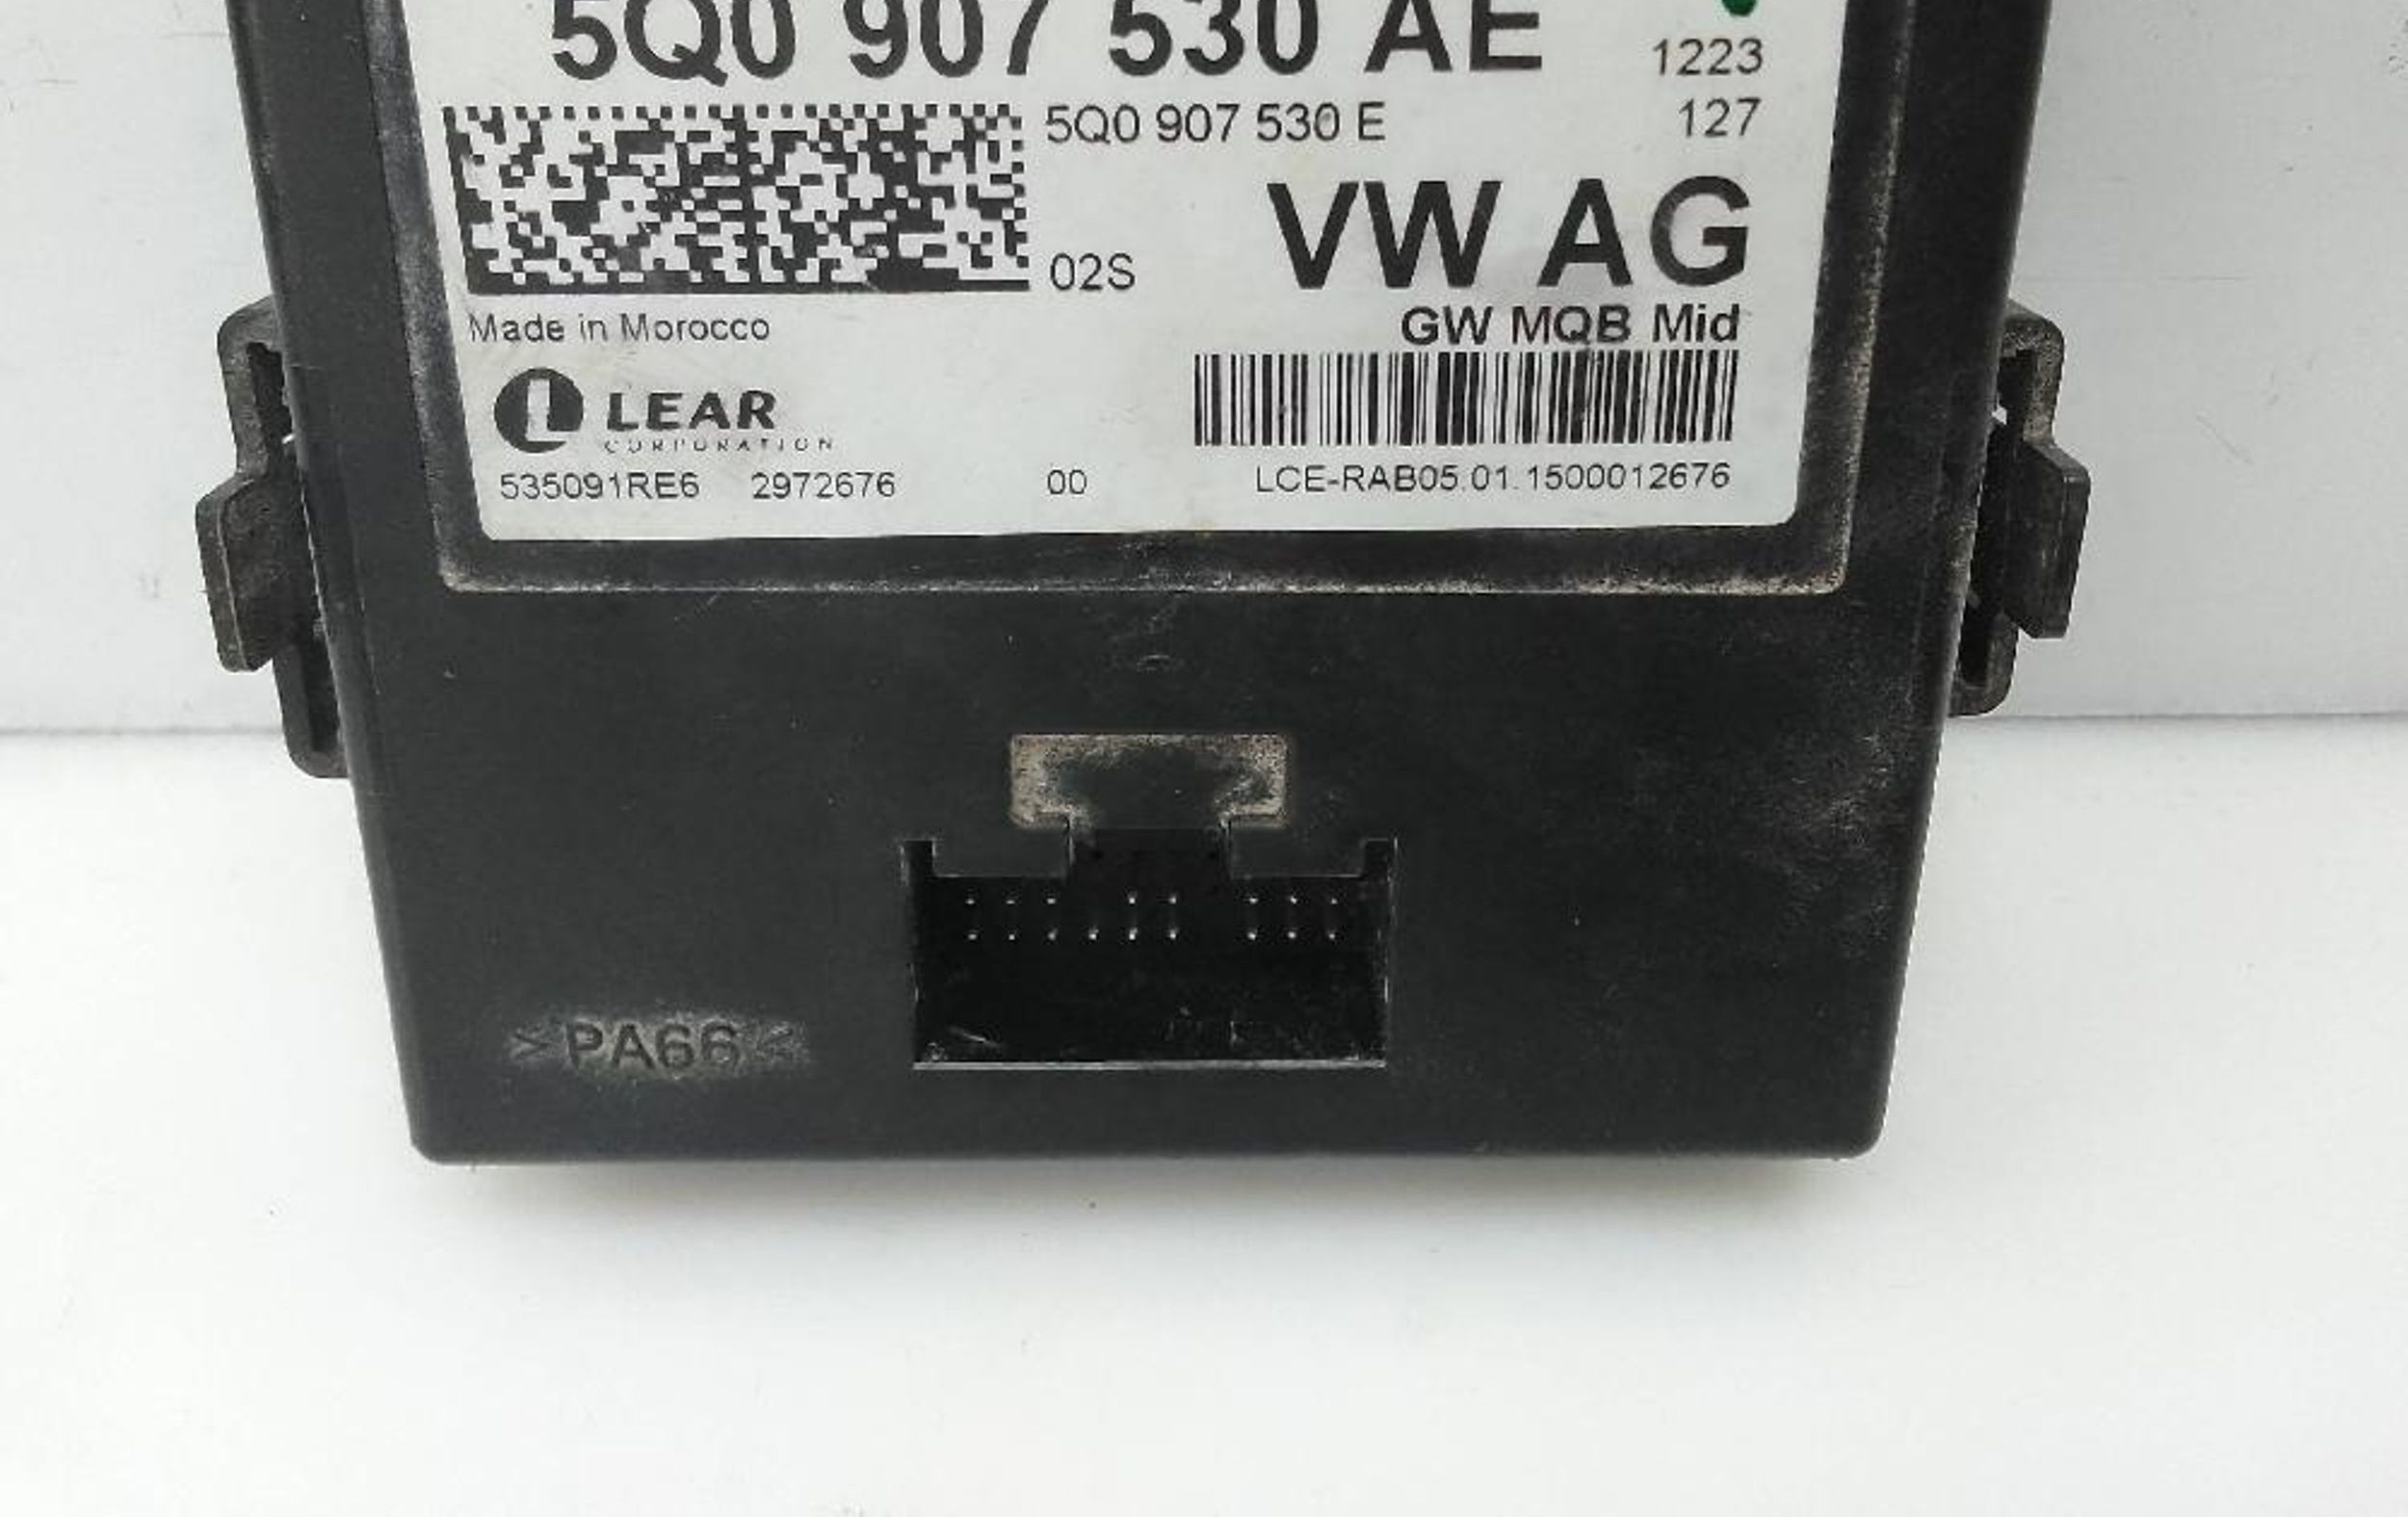 5Q0 907 530 AE
1223
5Q0 907 530 E
127
VW AG
02S
GW MQB Mid
Made in Morocco
LEAR
CORPORATION
535091RE6 2972676 00 LCE-RAB05.01.1500012676
>PA66<